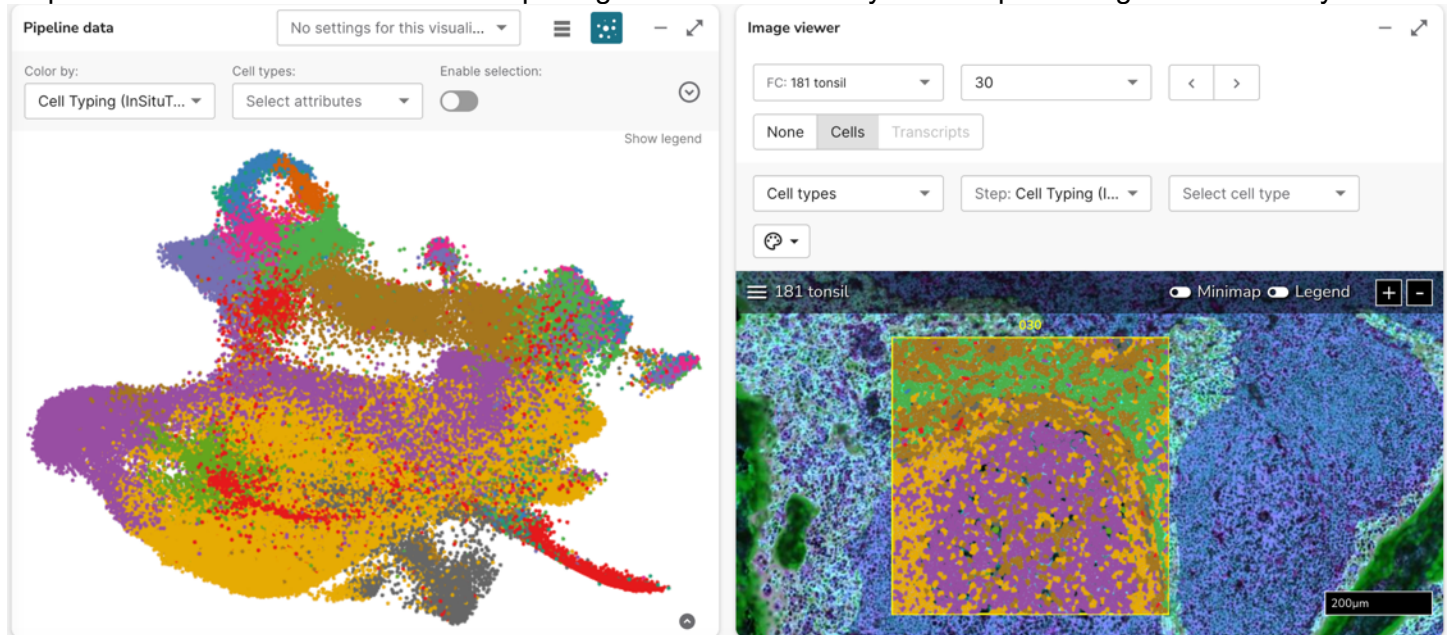 Pipeline data
No settings for this visuali...
Color by:
Cell types:
Enable selection:
Cell Typing (InSituT...
Select attributes
Show legend
Image viewer
FC: 181 tonsil
30
None
Cells
Transcripts
Cell types
Step: Cell Typing (I...
Select cell type
181 tonsil
Minimap
Legend
030
200µm